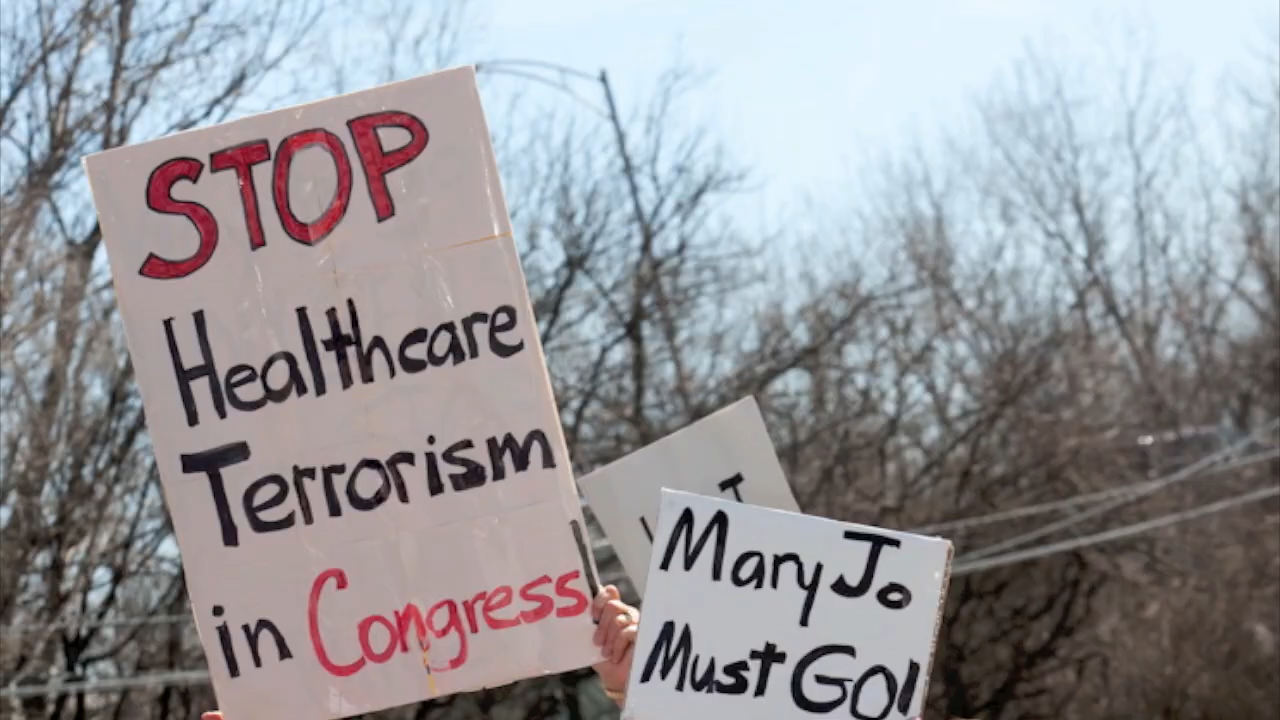 STOP
Healthcare
Terrorism
in Congress
Mary Jo
Must GO!